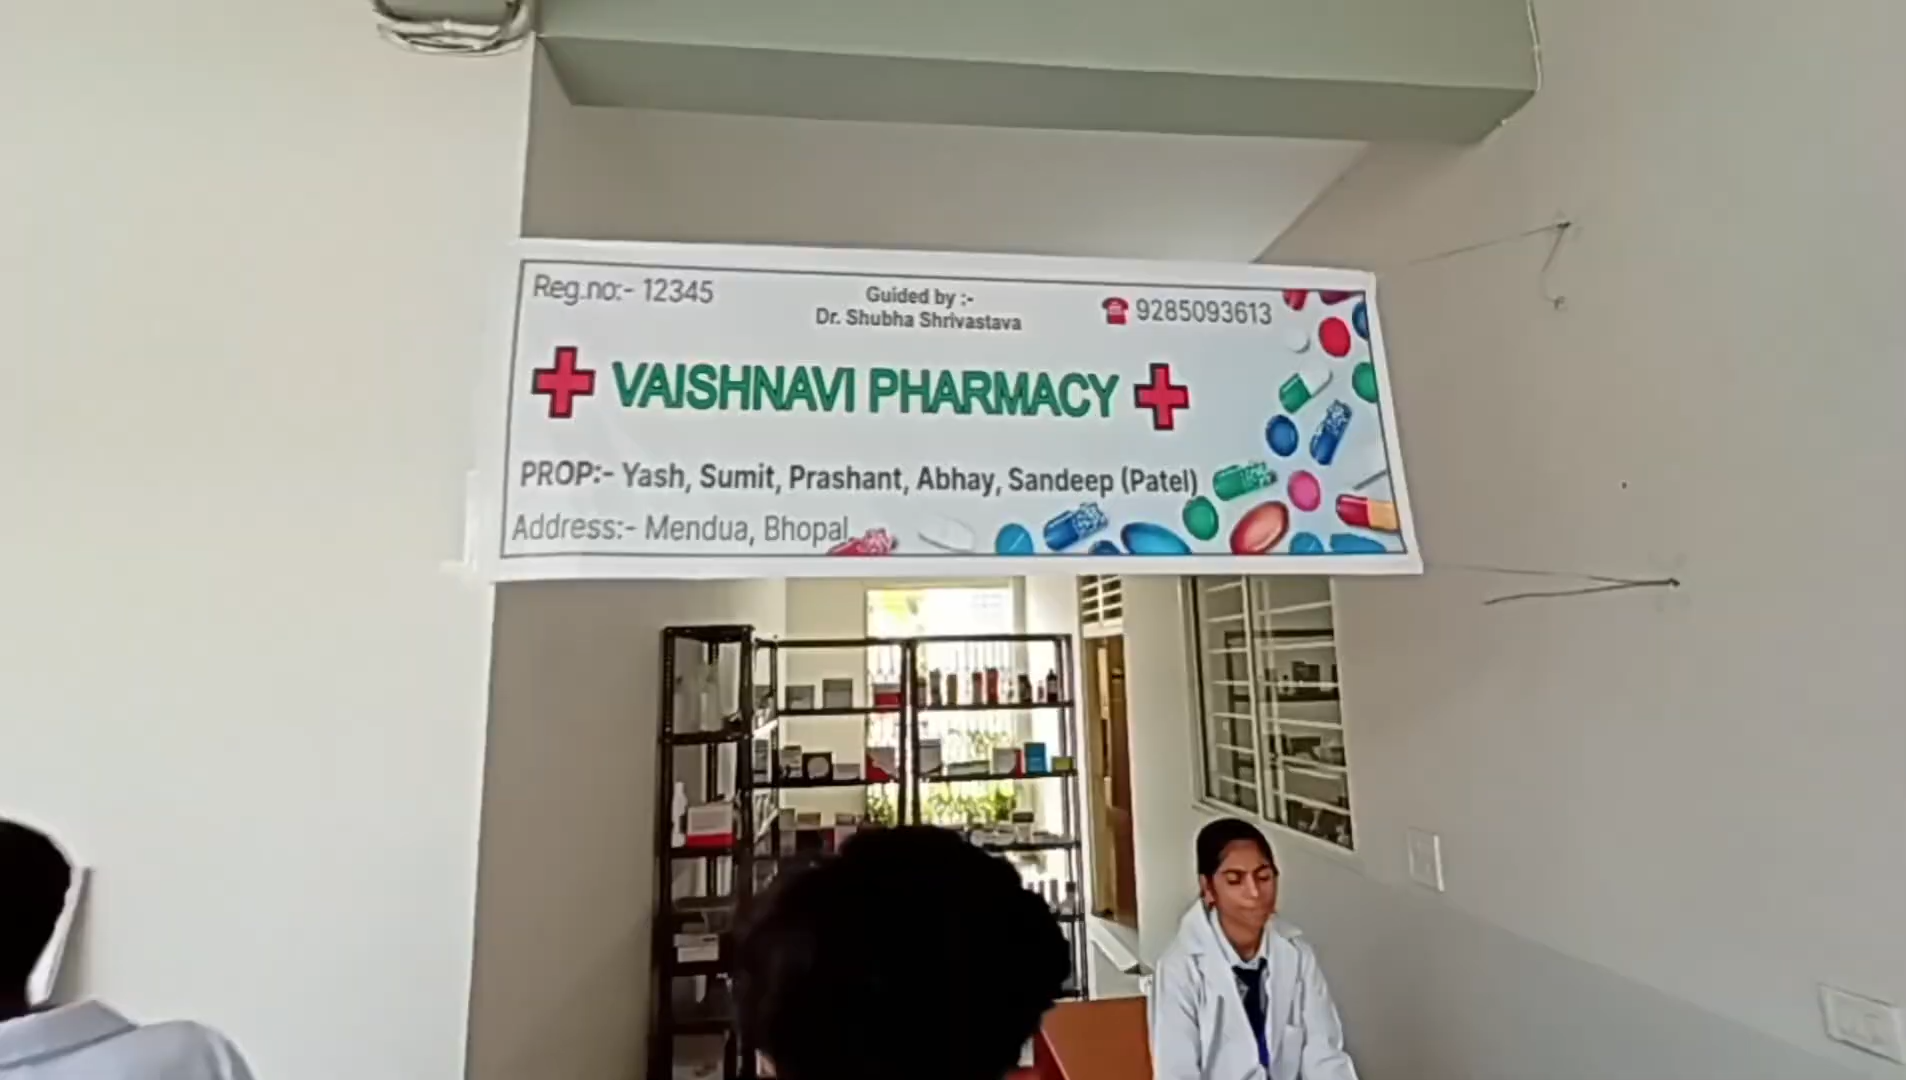 Reg.no:- 12345
Guided by :-
Dr. Shubha Shrivastava
9285093613
VAISHNAVI PHARMACY
PROP:- Yash, Sumit, Prashant, Abhay, Sandeep (Patel)
Address:- Mendua, Bhopal